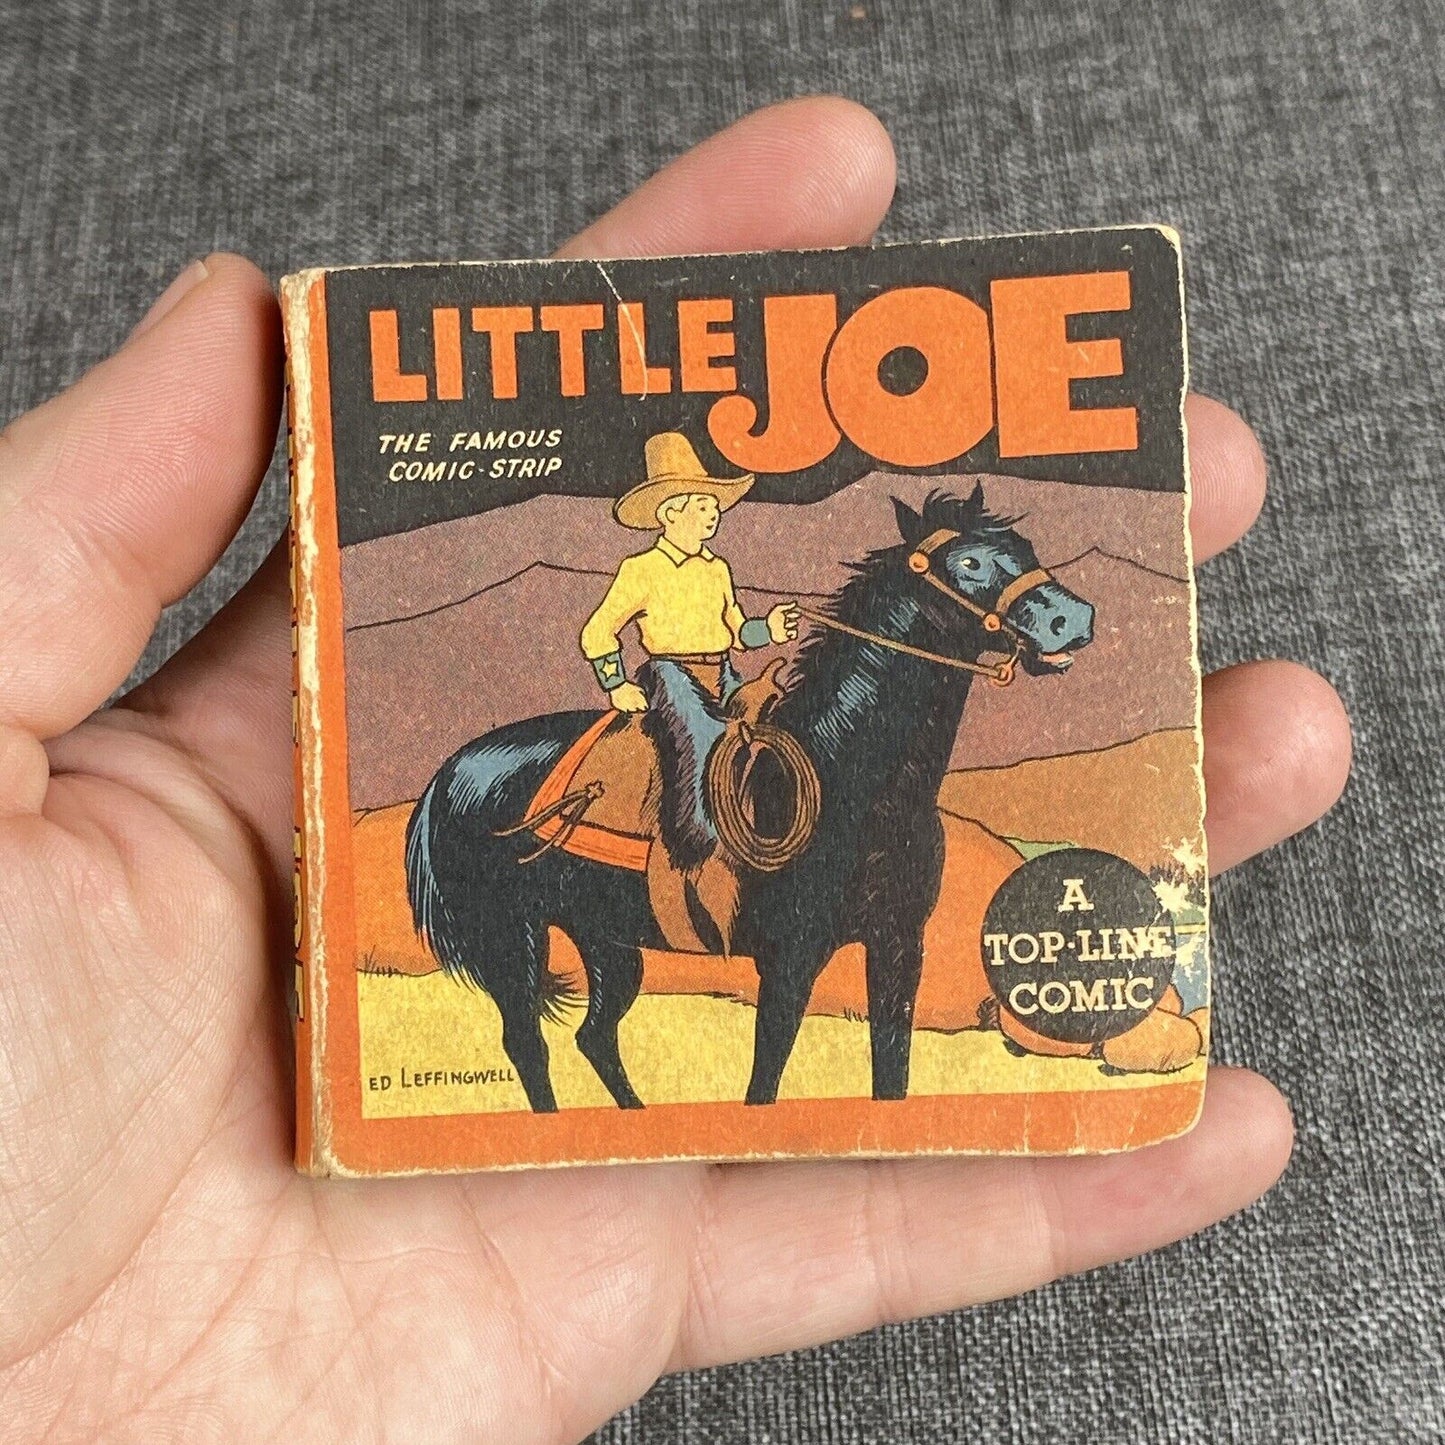 LITTLE JOE
THE FAMOUS
COMIC-STRIP
A
TOP-LINE
COMIC
ED LEFFINGWELL